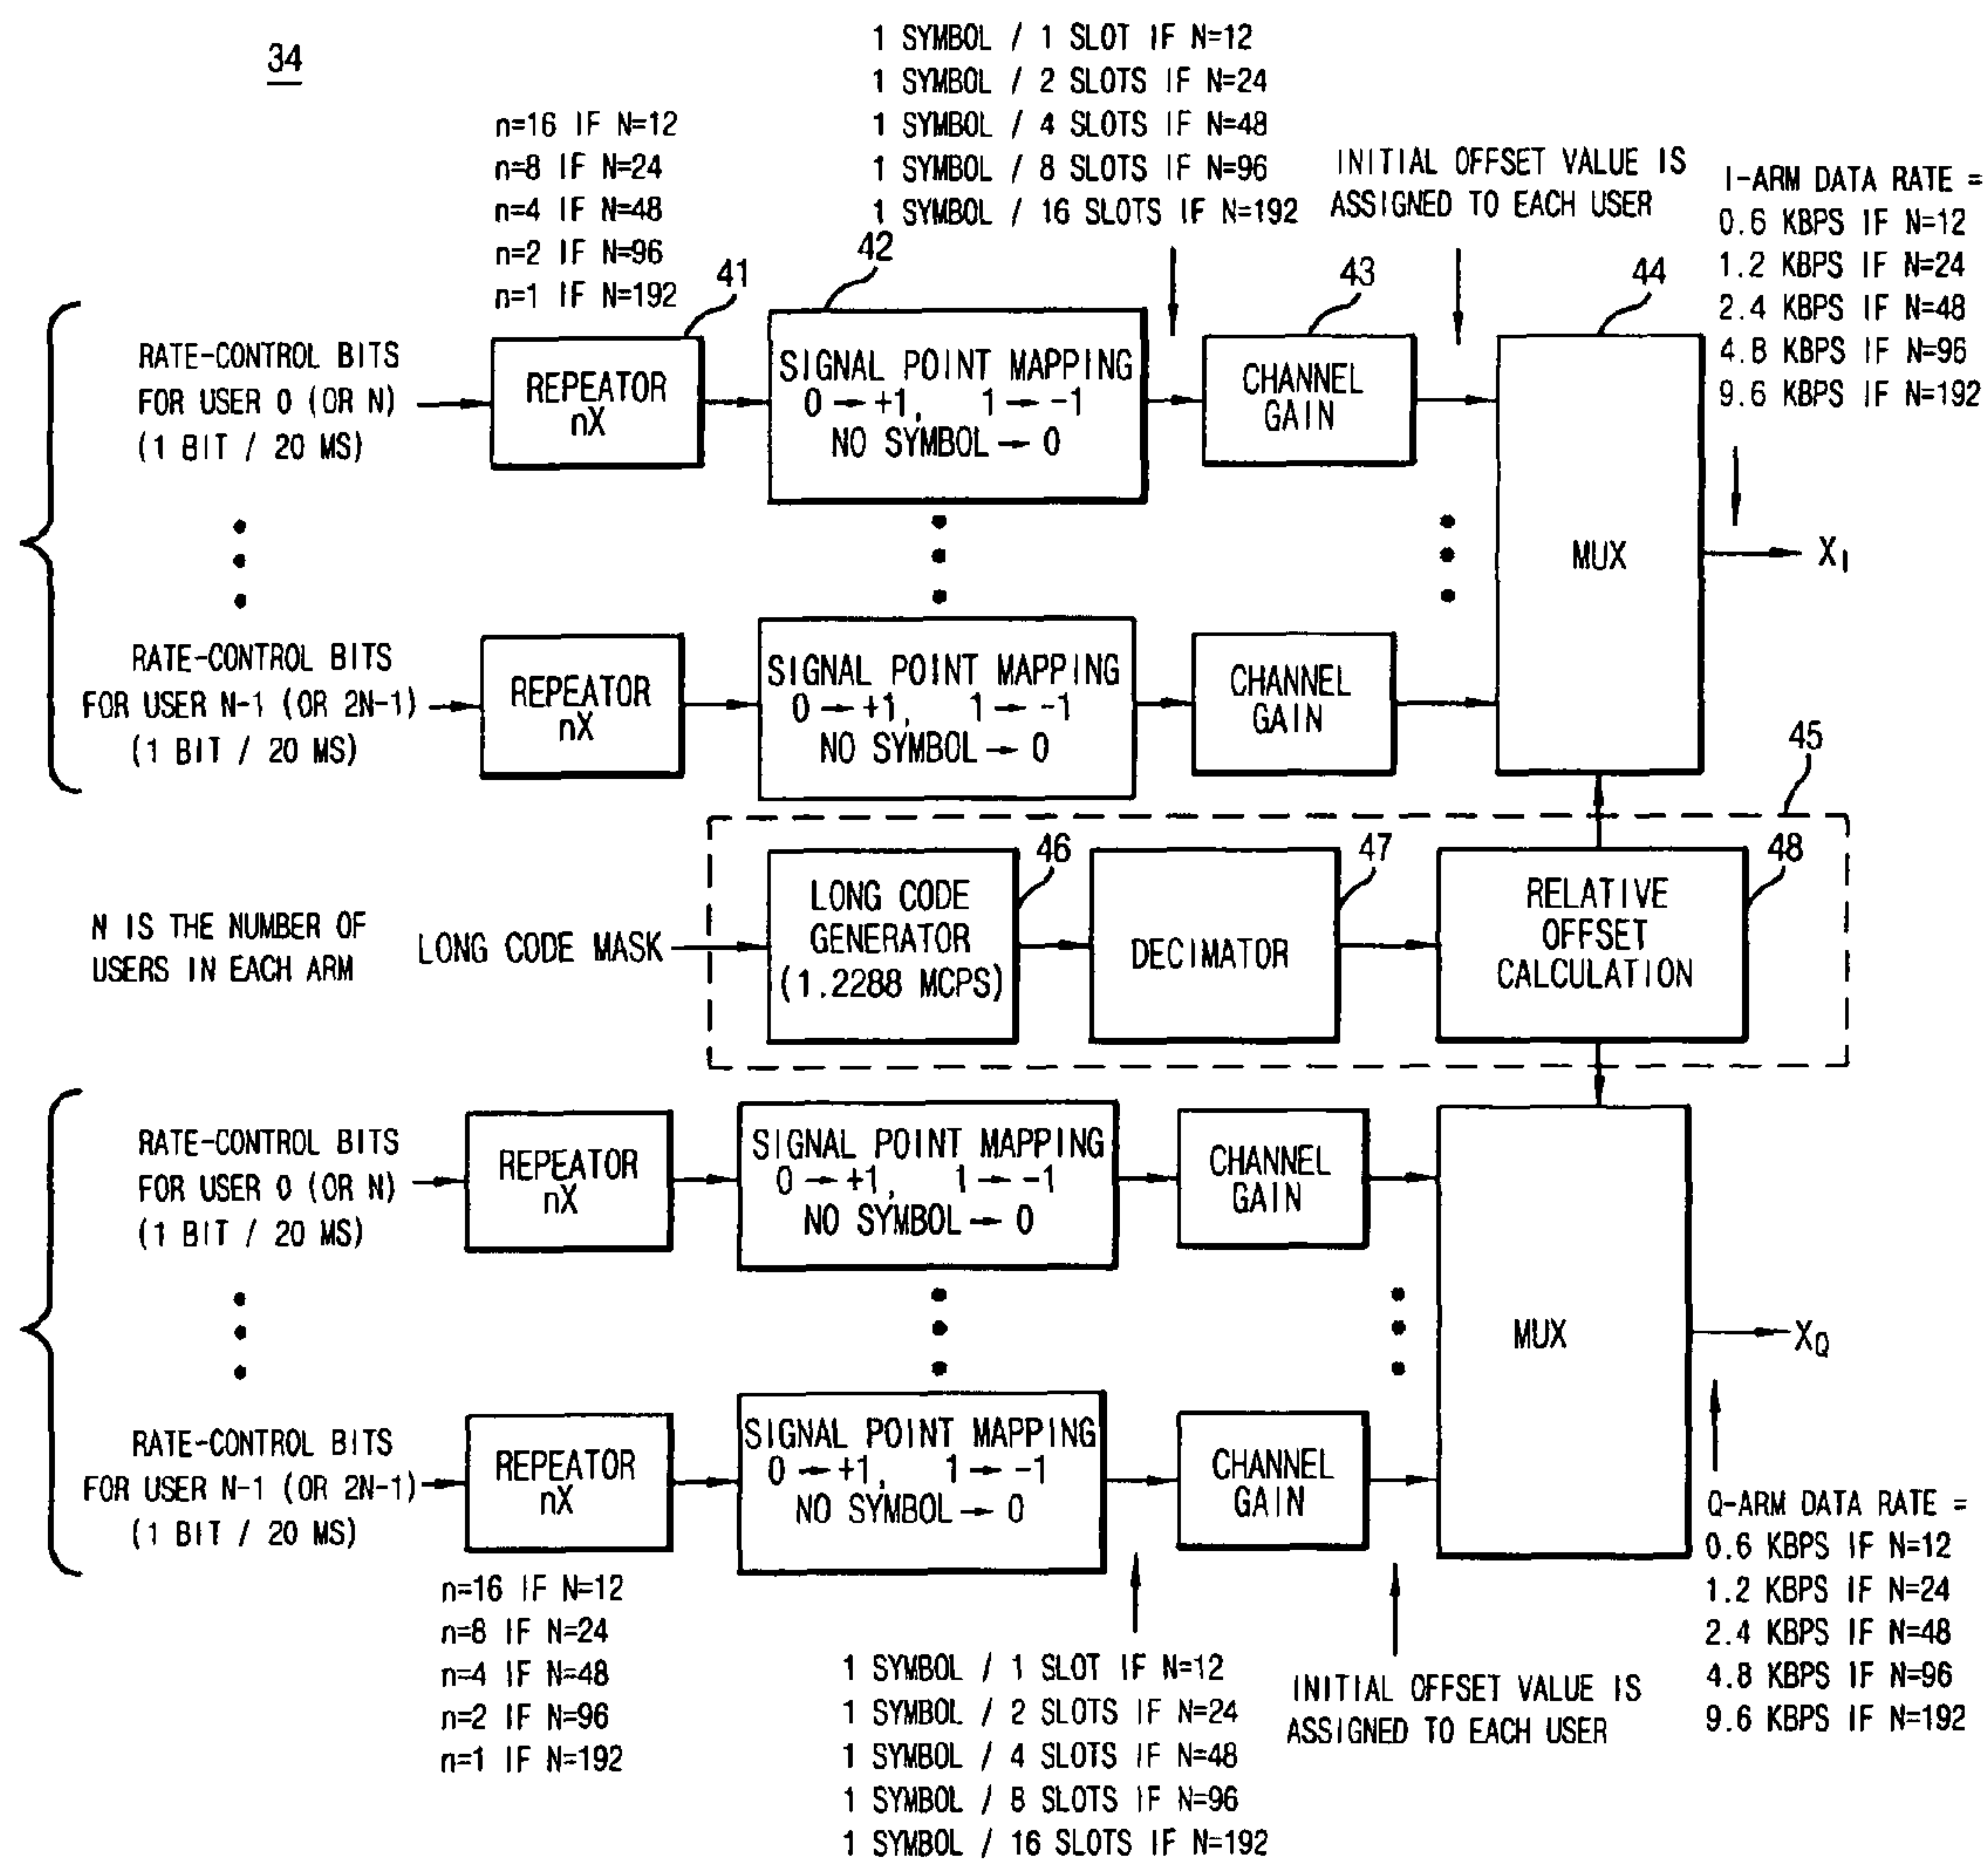 34
1 SYMBOL / 1 SLOT IF N=12
1 SYMBOL / 2 SLOTS IF N=24
1 SYMBOL / 4 SLOTS IF N=48
1 SYMBOL / 8 SLOTS IF N=96
1 SYMBOL / 16 SLOTS IF N=192
n=16 IF N=12
n=8 IF N=24
n=4 IF N=48
n=2 IF N=96
n=1 IF N=192
INITIAL OFFSET VALUE IS
ASSIGNED TO EACH USER
I-ARM DATA RATE =
0.6 KBPS IF N=12
1.2 KBPS IF N=24
2.4 KBPS IF N=48
4.8 KBPS IF N=96
9.6 KBPS IF N=192
41
42
43
44
RATE-CONTROL BITS
FOR USER 0 (OR N)
(1 BIT / 20 MS)
REPEATOR
nX
SIGNAL POINT MAPPING
0 → +1, 1 → -1
NO SYMBOL → 0
CHANNEL
GAIN
MUX
X_I
RATE-CONTROL BITS
FOR USER N-1 (OR 2N-1)
(1 BIT / 20 MS)
REPEATOR
nX
SIGNAL POINT MAPPING
0 → +1, 1 → -1
NO SYMBOL → 0
CHANNEL
GAIN
45
46
47
48
N IS THE NUMBER OF
USERS IN EACH ARM
LONG CODE MASK
LONG CODE
GENERATOR
(1.2288 MCPS)
DECIMATOR
RELATIVE
OFFSET
CALCULATION
RATE-CONTROL BITS
FOR USER 0 (OR N)
(1 BIT / 20 MS)
REPEATOR
nX
SIGNAL POINT MAPPING
0 → +1, 1 → -1
NO SYMBOL → 0
CHANNEL
GAIN
MUX
X_Q
RATE-CONTROL BITS
FOR USER N-1 (OR 2N-1)
(1 BIT / 20 MS)
REPEATOR
nX
SIGNAL POINT MAPPING
0 → +1, 1 → -1
NO SYMBOL → 0
CHANNEL
GAIN
Q-ARM DATA RATE =
0.6 KBPS IF N=12
1.2 KBPS IF N=24
2.4 KBPS IF N=48
4.8 KBPS IF N=96
9.6 KBPS IF N=192
n=16 IF N=12
n=8 IF N=24
n=4 IF N=48
n=2 IF N=96
n=1 IF N=192
1 SYMBOL / 1 SLOT IF N=12
1 SYMBOL / 2 SLOTS IF N=24
1 SYMBOL / 4 SLOTS IF N=48
1 SYMBOL / 8 SLOTS IF N=96
1 SYMBOL / 16 SLOTS IF N=192
INITIAL OFFSET VALUE IS
ASSIGNED TO EACH USER